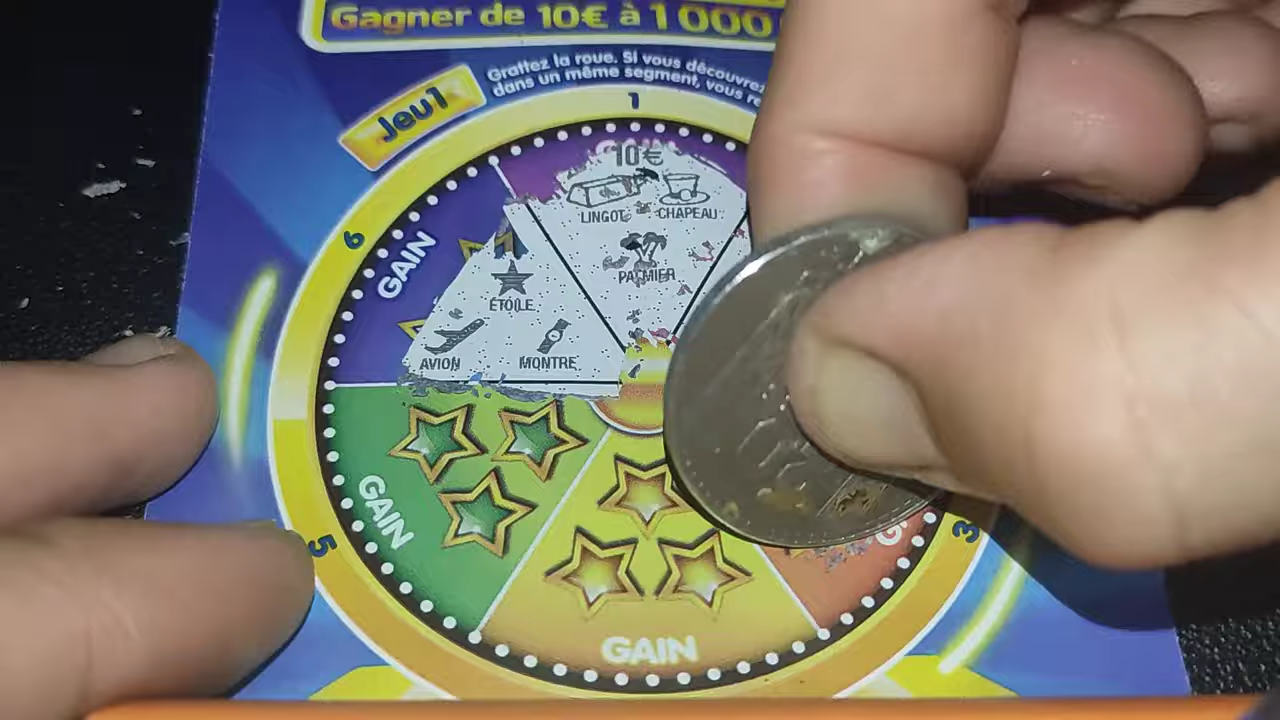 Gagner de 10€ à 1 000
Jeu1
Grattez la roue. Si vous découvrez
dans un même segment, vous
1
GAIN
10€
LINGOT CHAPEAU
PALMIER
6
GAIN
ÉTOILE
AVION MONTRE
GAIN
5
3
GAIN